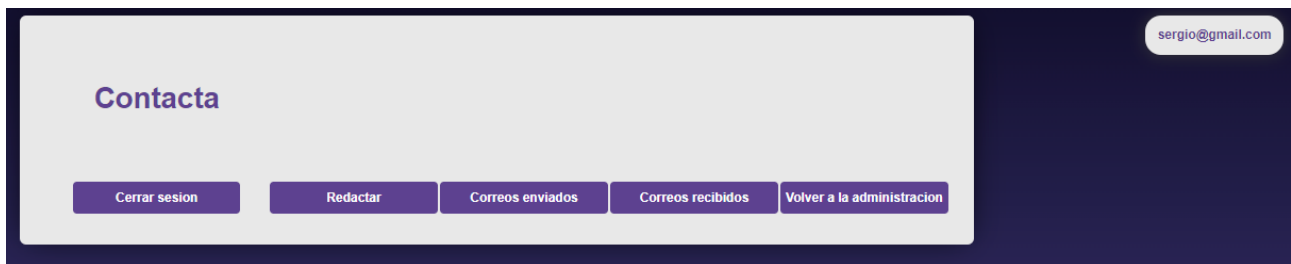 sergio@gmail.com
Contacta
Cerrar sesion
Redactar
Correos enviados
Correos recibidos
Volver a la administracion